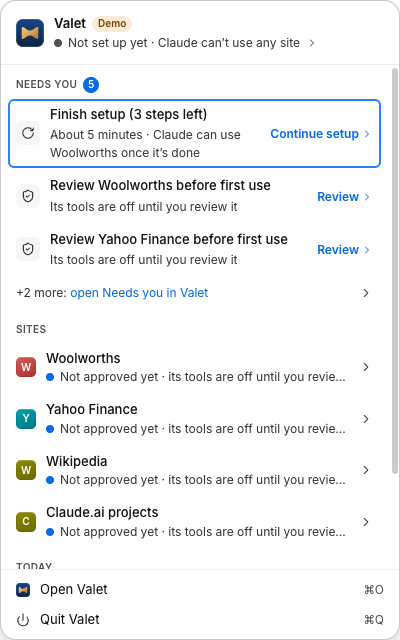 Valet Demo
Not set up yet · Claude can’t use any site
NEEDS YOU 5
Finish setup (3 steps left)
About 5 minutes · Claude can use
Woolworths once it’s done
Continue setup
Review Woolworths before first use
Its tools are off until you review it
Review
Review Yahoo Finance before first use
Its tools are off until you review it
Review
+2 more: open Needs you in Valet
SITES
W
Woolworths
Not approved yet · its tools are off until you revie...
Y
Yahoo Finance
Not approved yet · its tools are off until you revie...
W
Wikipedia
Not approved yet · its tools are off until you revie...
C
Claude.ai projects
Not approved yet · its tools are off until you revie...
TODAY
Open Valet ⌘O
Quit Valet ⌘Q